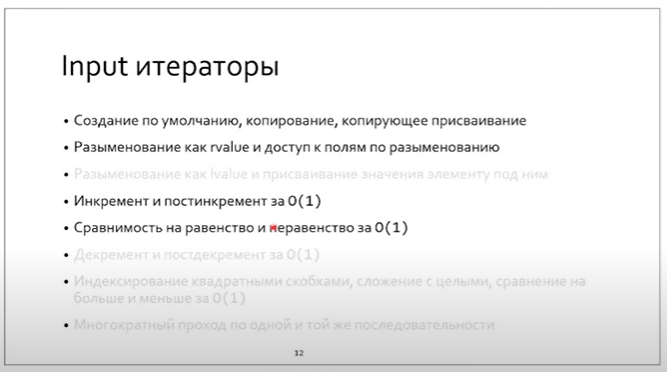 Input итераторы
• Создание по умолчанию, копирование, копирующее присваивание
• Разыменование как rvalue и доступ к полям по разыменованию
• Разыменование как lvalue и присваивание значения элементу под ним
• Инкремент и постинкремент за O(1)
• Сравнимость на равенство и неравенство за O(1)
• Декремент и постдекремент за O(1)
• Индексирование квадратными скобками, сложение с целыми, сравнение на
больше и меньше за O(1)
• Многократный проход по одной и той же последовательности
12